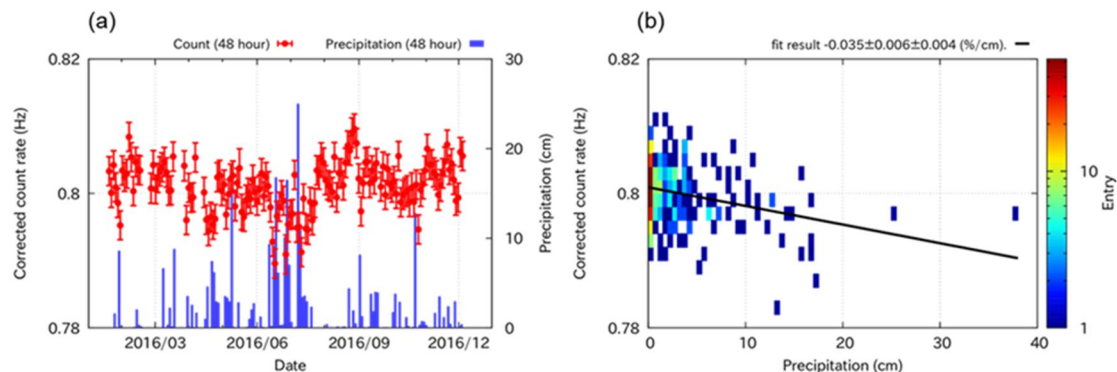 (a)
Count (48 hour) Precipitation (48 hour)
0.82
0.8
0.78
Corrected count rate (Hz)
30
20
10
0
Precipitation (cm)
2016/03 2016/06 2016/09 2016/12
Date
(b)
fit result -0.035±0.006±0.004 (%/cm).
0.82
0.8
0.78
Corrected count rate (Hz)
0 10 20 30 40
Precipitation (cm)
10
1
Entry